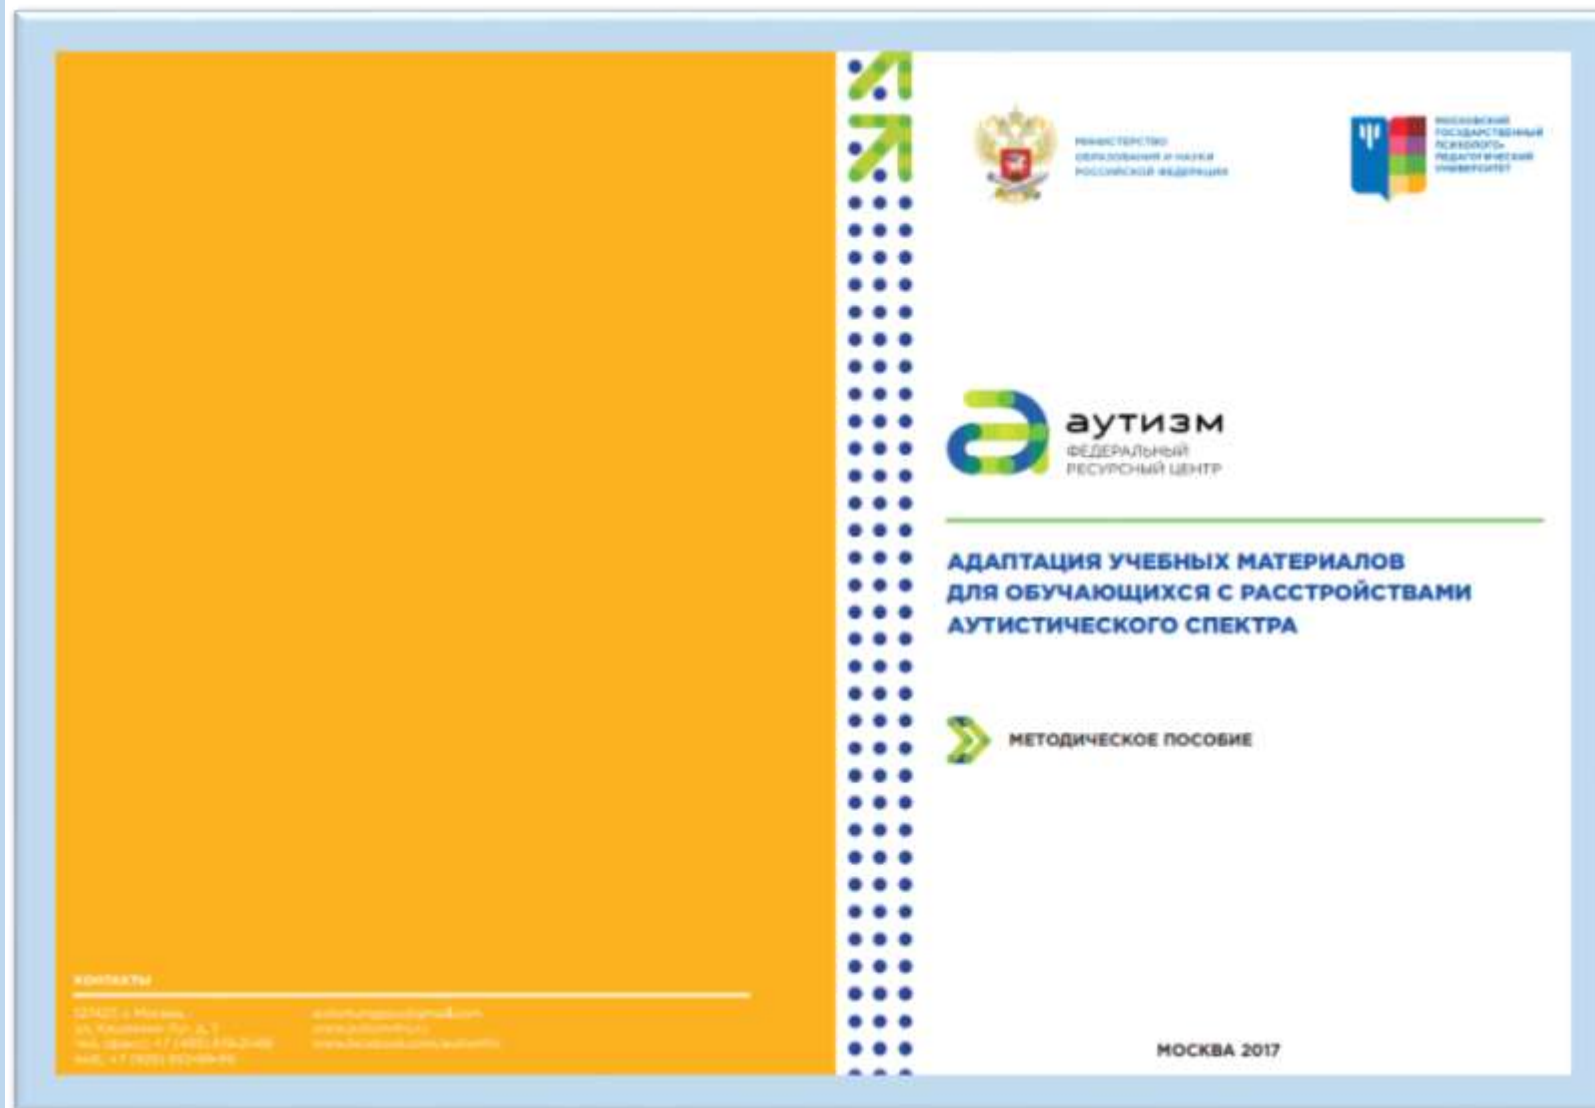 МИНИСТЕРСТВО
ОБРАЗОВАНИЯ И НАУКИ
РОССИЙСКОЙ ФЕДЕРАЦИИ
МОСКОВСКИЙ
ГОСУДАРСТВЕННЫЙ
ПСИХОЛОГО-
ПЕДАГОГИЧЕСКИЙ
УНИВЕРСИТЕТ
аутизм
ФЕДЕРАЛЬНЫЙ
РЕСУРСНЫЙ ЦЕНТР
АДАПТАЦИЯ УЧЕБНЫХ МАТЕРИАЛОВ
ДЛЯ ОБУЧАЮЩИХСЯ С РАССТРОЙСТВАМИ
АУТИСТИЧЕСКОГО СПЕКТРА
МЕТОДИЧЕСКОЕ ПОСОБИЕ
МОСКВА 2017
КОНТАКТЫ
г. Москва,